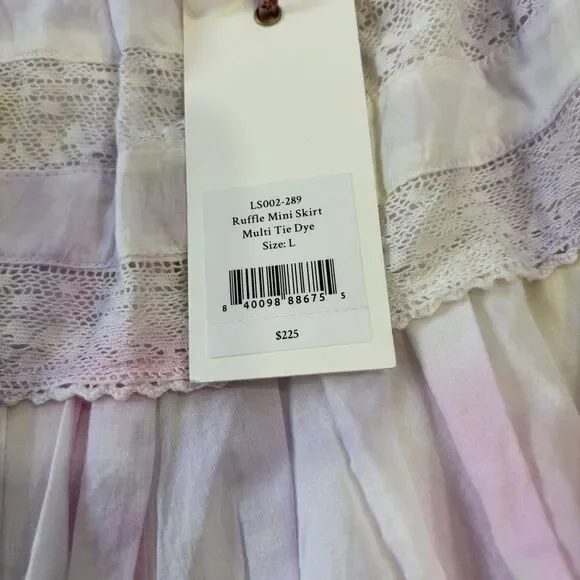 LS002-289
Ruffle Mini Skirt
Multi Tie Dye
Size: L
8 40098 88675 5
$225